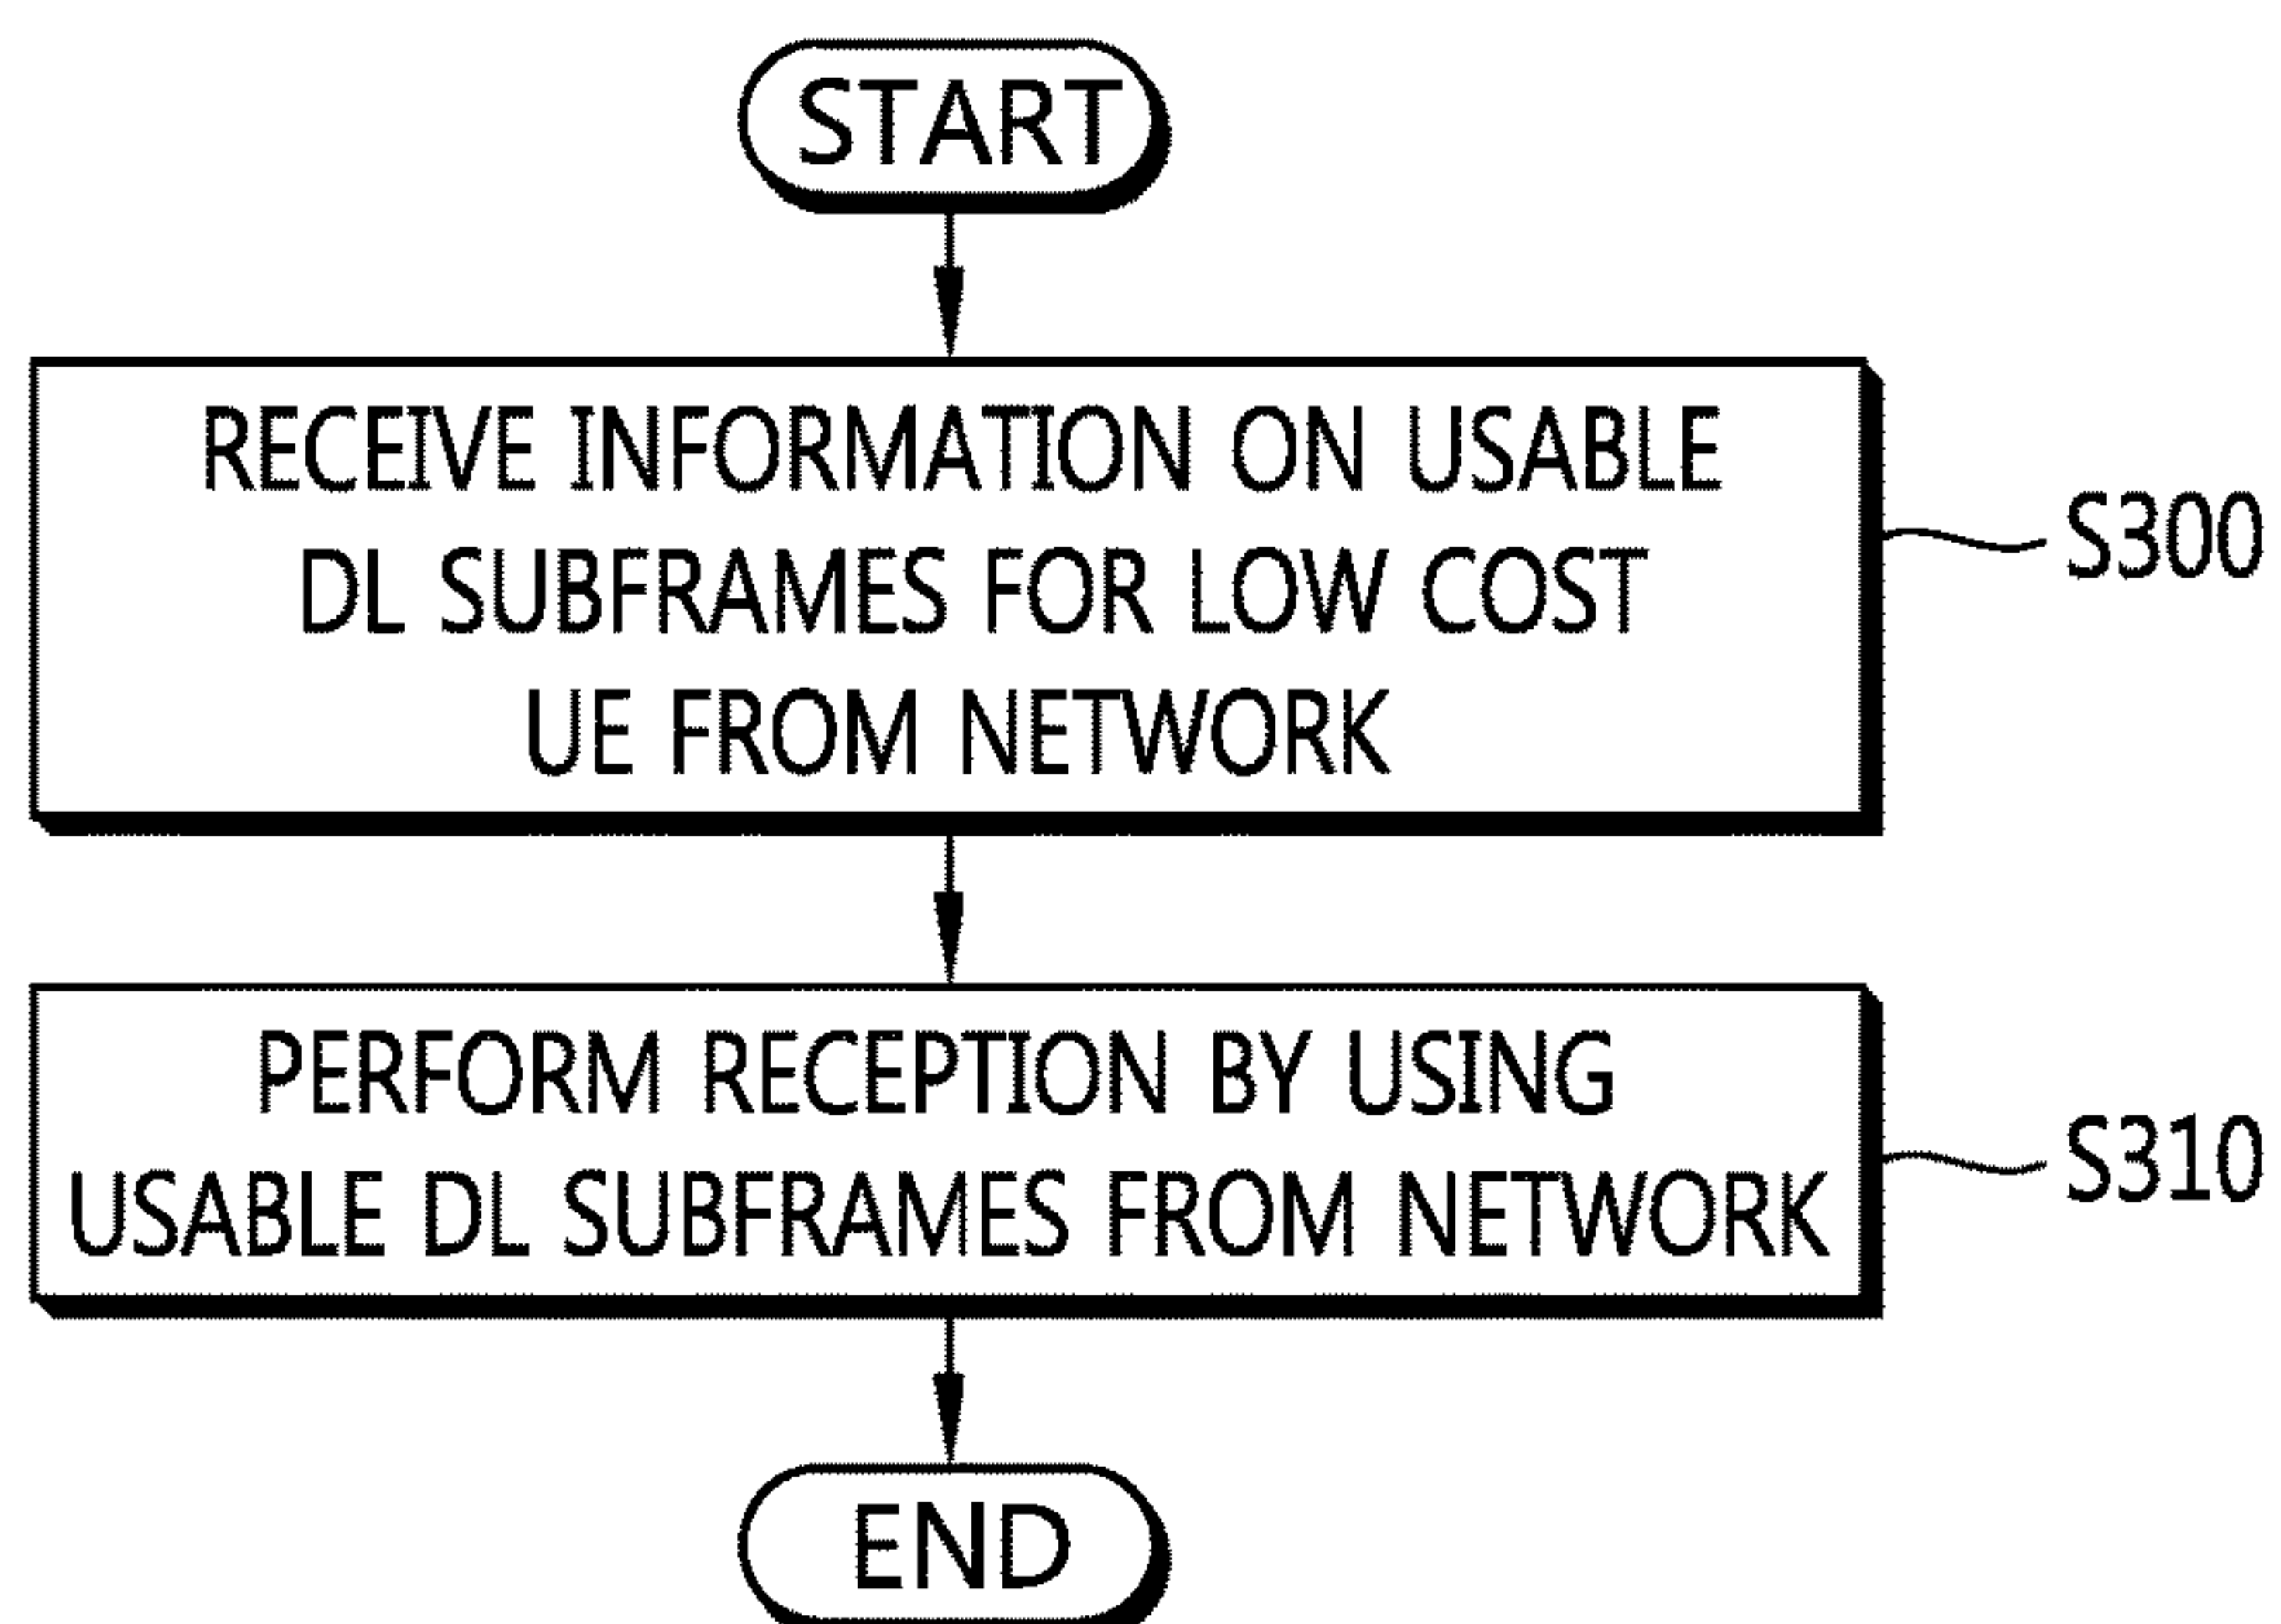 START
RECEIVE INFORMATION ON USABLE
DL SUBFRAMES FOR LOW COST
UE FROM NETWORK
S300
PERFORM RECEPTION BY USING
USABLE DL SUBFRAMES FROM NETWORK
S310
END